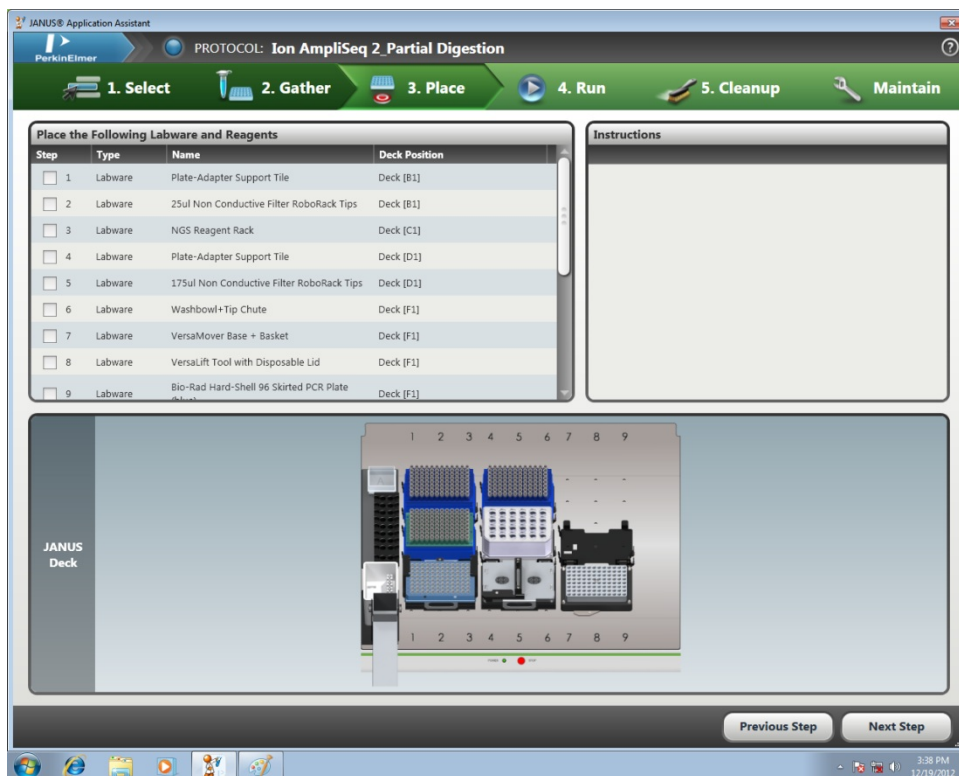 JANUS® Application Assistant
PerkinElmer
PROTOCOL: Ion AmpliSeq 2_Partial Digestion
1. Select 2. Gather 3. Place 4. Run 5. Cleanup Maintain
Place the Following Labware and Reagents
Step Type Name Deck Position
1 Labware Plate-Adapter Support Tile Deck [B1]
2 Labware 25ul Non Conductive Filter RoboRack Tips Deck [B1]
3 Labware NGS Reagent Rack Deck [C1]
4 Labware Plate-Adapter Support Tile Deck [D1]
5 Labware 175ul Non Conductive Filter RoboRack Tips Deck [D1]
6 Labware Washbowl+Tip Chute Deck [F1]
7 Labware VersaMover Base + Basket Deck [F1]
8 Labware VersaLift Tool with Disposable Lid Deck [F1]
9 Labware Bio-Rad Hard-Shell 96 Skirted PCR Plate Deck [F1]
Instructions
1 2 3 4 5 6 7 8 9
JANUS
Deck
1 2 3 4 5 6 7 8 9
Previous Step Next Step
3:38 PM
12/19/2012